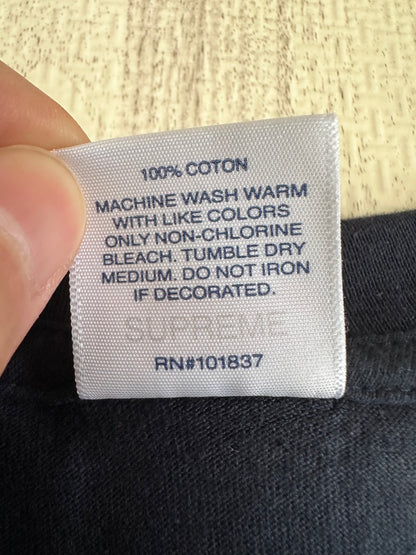 100% COTON
MACHINE WASH WARM
WITH LIKE COLORS
ONLY NON-CHLORINE
BLEACH. TUMBLE DRY
MEDIUM. DO NOT IRON
IF DECORATED.
SUPREME
RN#101837